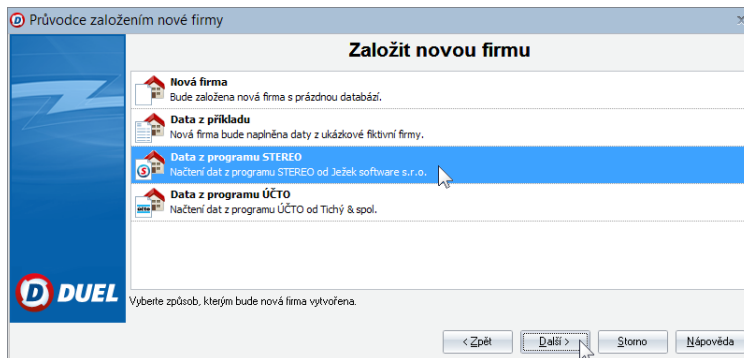 Průvodce založením nové firmy
Založit novou firmu
Nová firma
Bude založena nová firma s prázdnou databází.
Data z příkladu
Nová firma bude naplněna daty z ukázkové fiktivní firmy.
Data z programu STEREO
Načtení dat z programu STEREO od Ježek software s.r.o.
Data z programu ÚČTO
Načtení dat z programu ÚČTO od Tichý & spol.
DUEL
Vyberte způsob, kterým bude nová firma vytvořena.
< Zpět
Další >
Storno
Nápověda